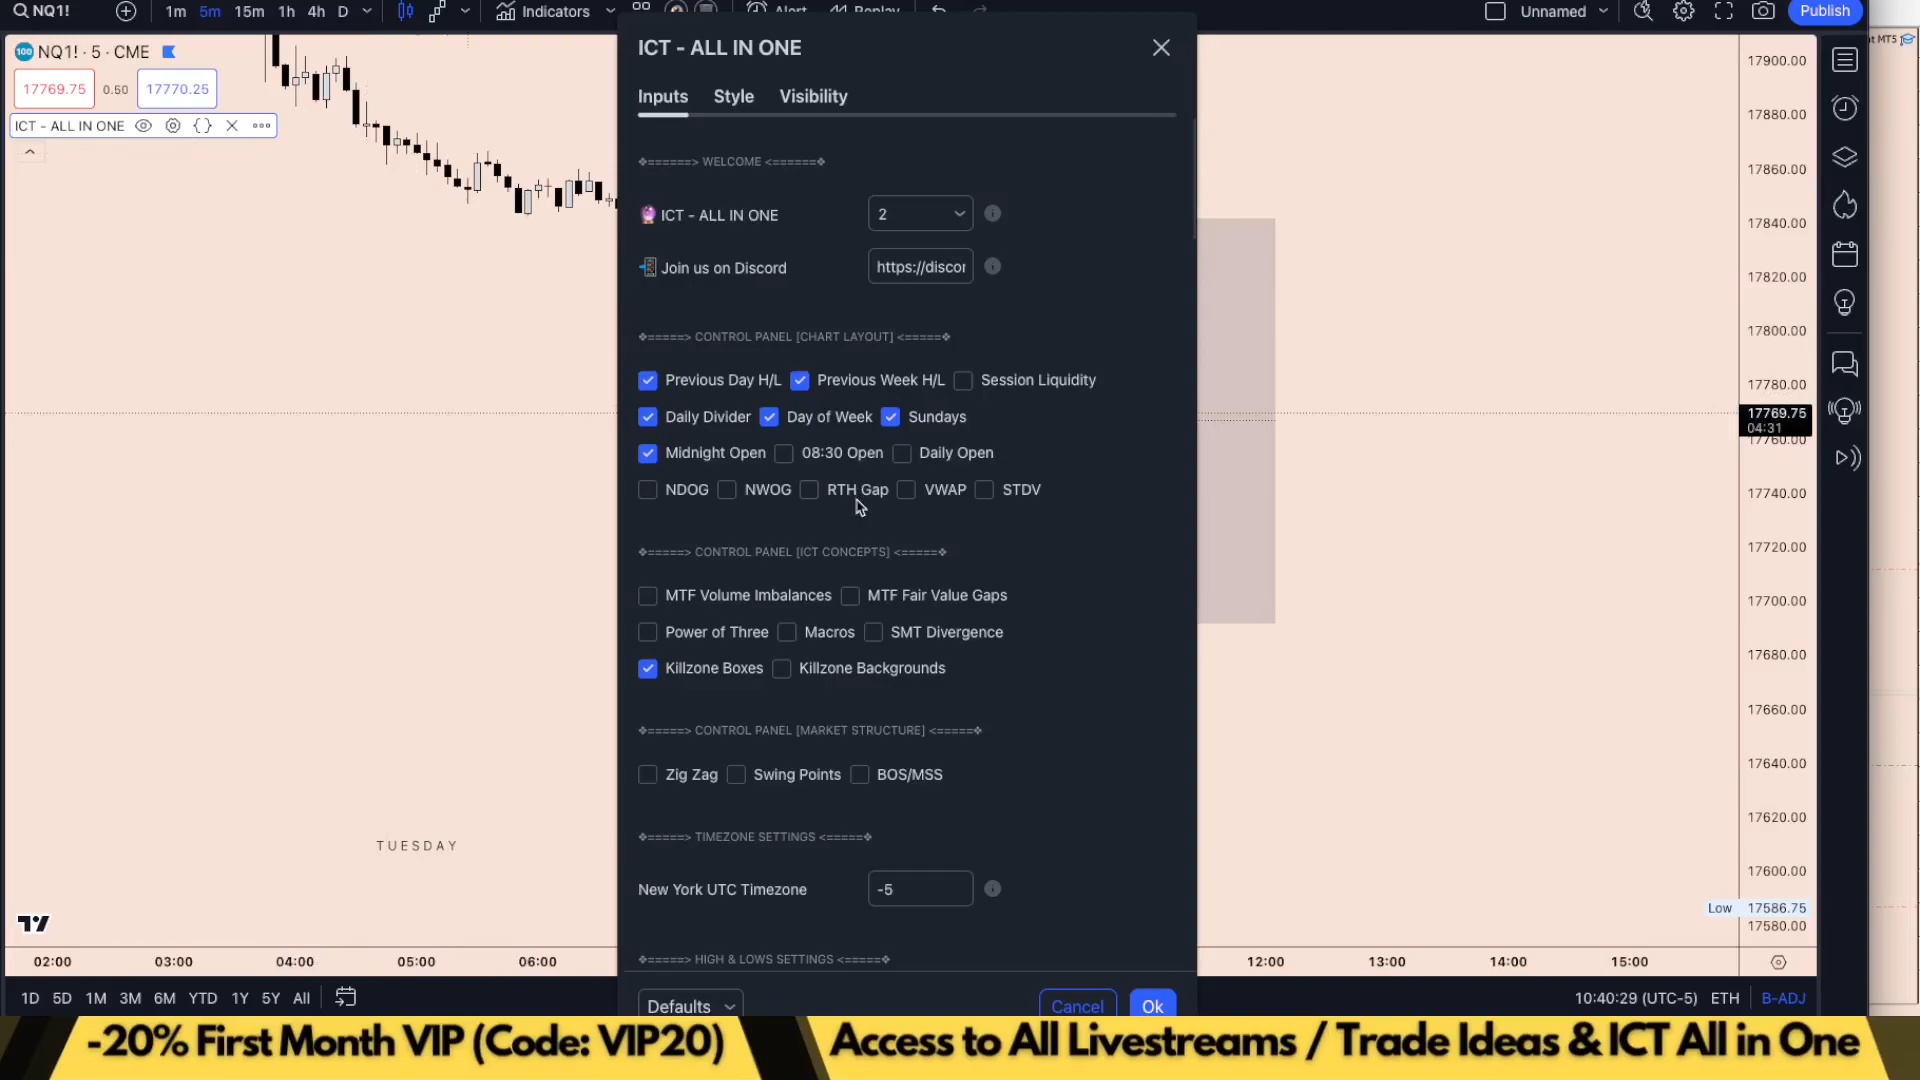 NQ1! 1m 5m 15m 1h 4h D Indicators Alert Replay Unnamed Publish
100 NQ1! · 5 · CME
17769.75 0.50 17770.25
ICT - ALL IN ONE
ICT - ALL IN ONE
Inputs Style Visibility
❖======> WELCOME <======❖
ICT - ALL IN ONE 2
Join us on Discord https://discor
❖=====> CONTROL PANEL [CHART LAYOUT] <=====❖
Previous Day H/L Previous Week H/L Session Liquidity
Daily Divider Day of Week Sundays
Midnight Open 08:30 Open Daily Open
NDOG NWOG RTH Gap VWAP STDV
❖=====> CONTROL PANEL [ICT CONCEPTS] <=====❖
MTF Volume Imbalances MTF Fair Value Gaps
Power of Three Macros SMT Divergence
Killzone Boxes Killzone Backgrounds
❖=====> CONTROL PANEL [MARKET STRUCTURE] <=====❖
Zig Zag Swing Points BOS/MSS
❖=====> TIMEZONE SETTINGS <=====❖
New York UTC Timezone -5
❖=====> HIGH & LOWS SETTINGS <=====❖
Defaults Cancel Ok
TUESDAY
17900.00
17880.00
17860.00
17840.00
17820.00
17800.00
17780.00
17769.75
04:31
17760.00
17740.00
17720.00
17700.00
17680.00
17660.00
17640.00
17620.00
17600.00
Low 17586.75
17580.00
02:00 03:00 04:00 05:00 06:00 12:00 13:00 14:00 15:00
1D 5D 1M 3M 6M YTD 1Y 5Y All 10:40:29 (UTC-5) ETH B-ADJ
-20% First Month VIP (Code: VIP20) Access to All Livestreams / Trade Ideas & ICT All in One